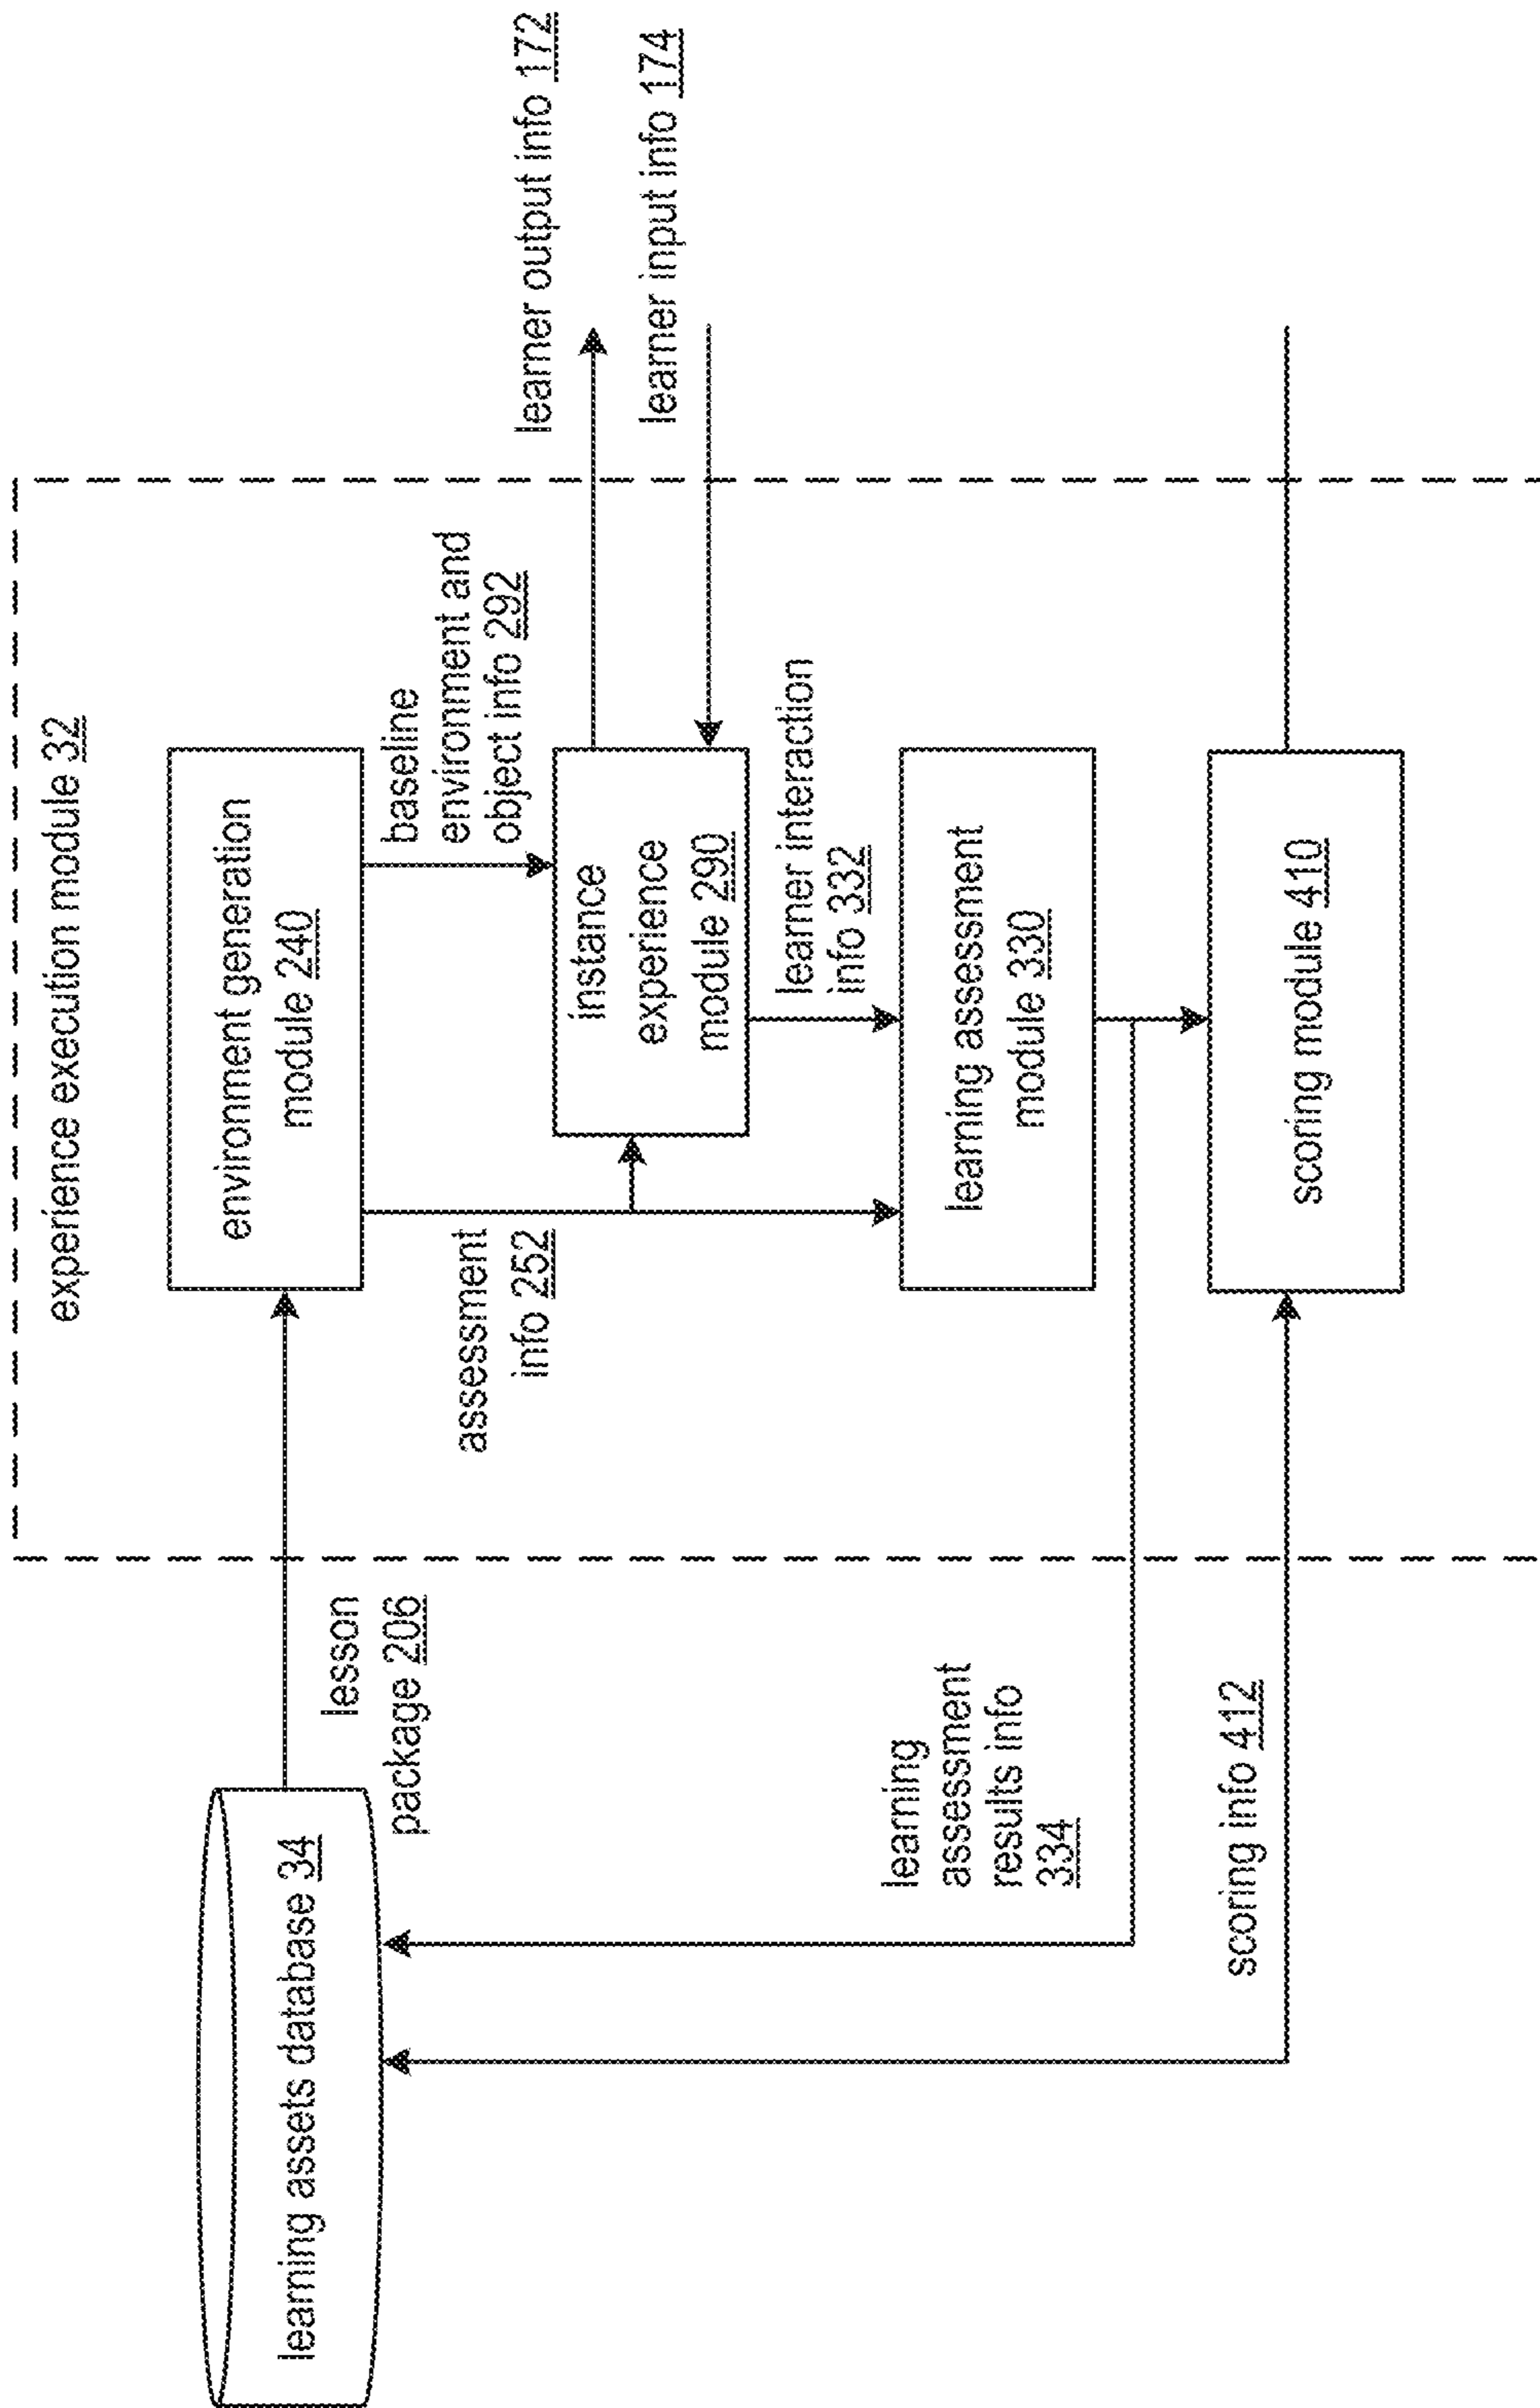 experience execution module 32
learning assets database 34
lesson
package 206
environment generation
module 240
assessment
info 252
baseline
environment and
object info 292
learner output info 172
learner input info 174
instance
experience
module 290
learner interaction
info 332
learning assessment
module 330
learning
assessment
results info
334
scoring info 412
scoring module 410